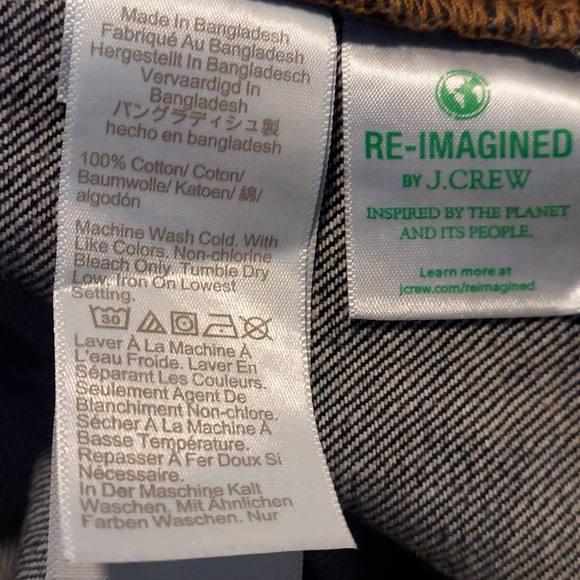 Made In Bangladesh
Fabriqué Au Bangladesh
Hergestellt In Bangladesch
Vervaardigd In
Bangladesh
バングラディシュ製
hecho en bangladesh
100% Cotton/ Coton/
Baumwolle/ Katoen/ 綿/
algodón
Machine Wash Cold. With
Like Colors. Non-chlorine
Bleach Only. Tumble Dry
Low. Iron On Lowest
Setting.
30
Laver À La Machine À
L'eau Froide. Laver En
Séparant Les Couleurs.
Seulement Agent De
Blanchiment Non-chlore.
Sécher À La Machine À
Basse Température.
Repasser À Fer Doux Si
Nécessaire.
In Der Maschine Kalt
Waschen, Mit Ähnlichen
Farben Waschen. Nur
RE-IMAGINED
BY J.CREW
INSPIRED BY THE PLANET
AND ITS PEOPLE.
Learn more at
jcrew.com/reimagined